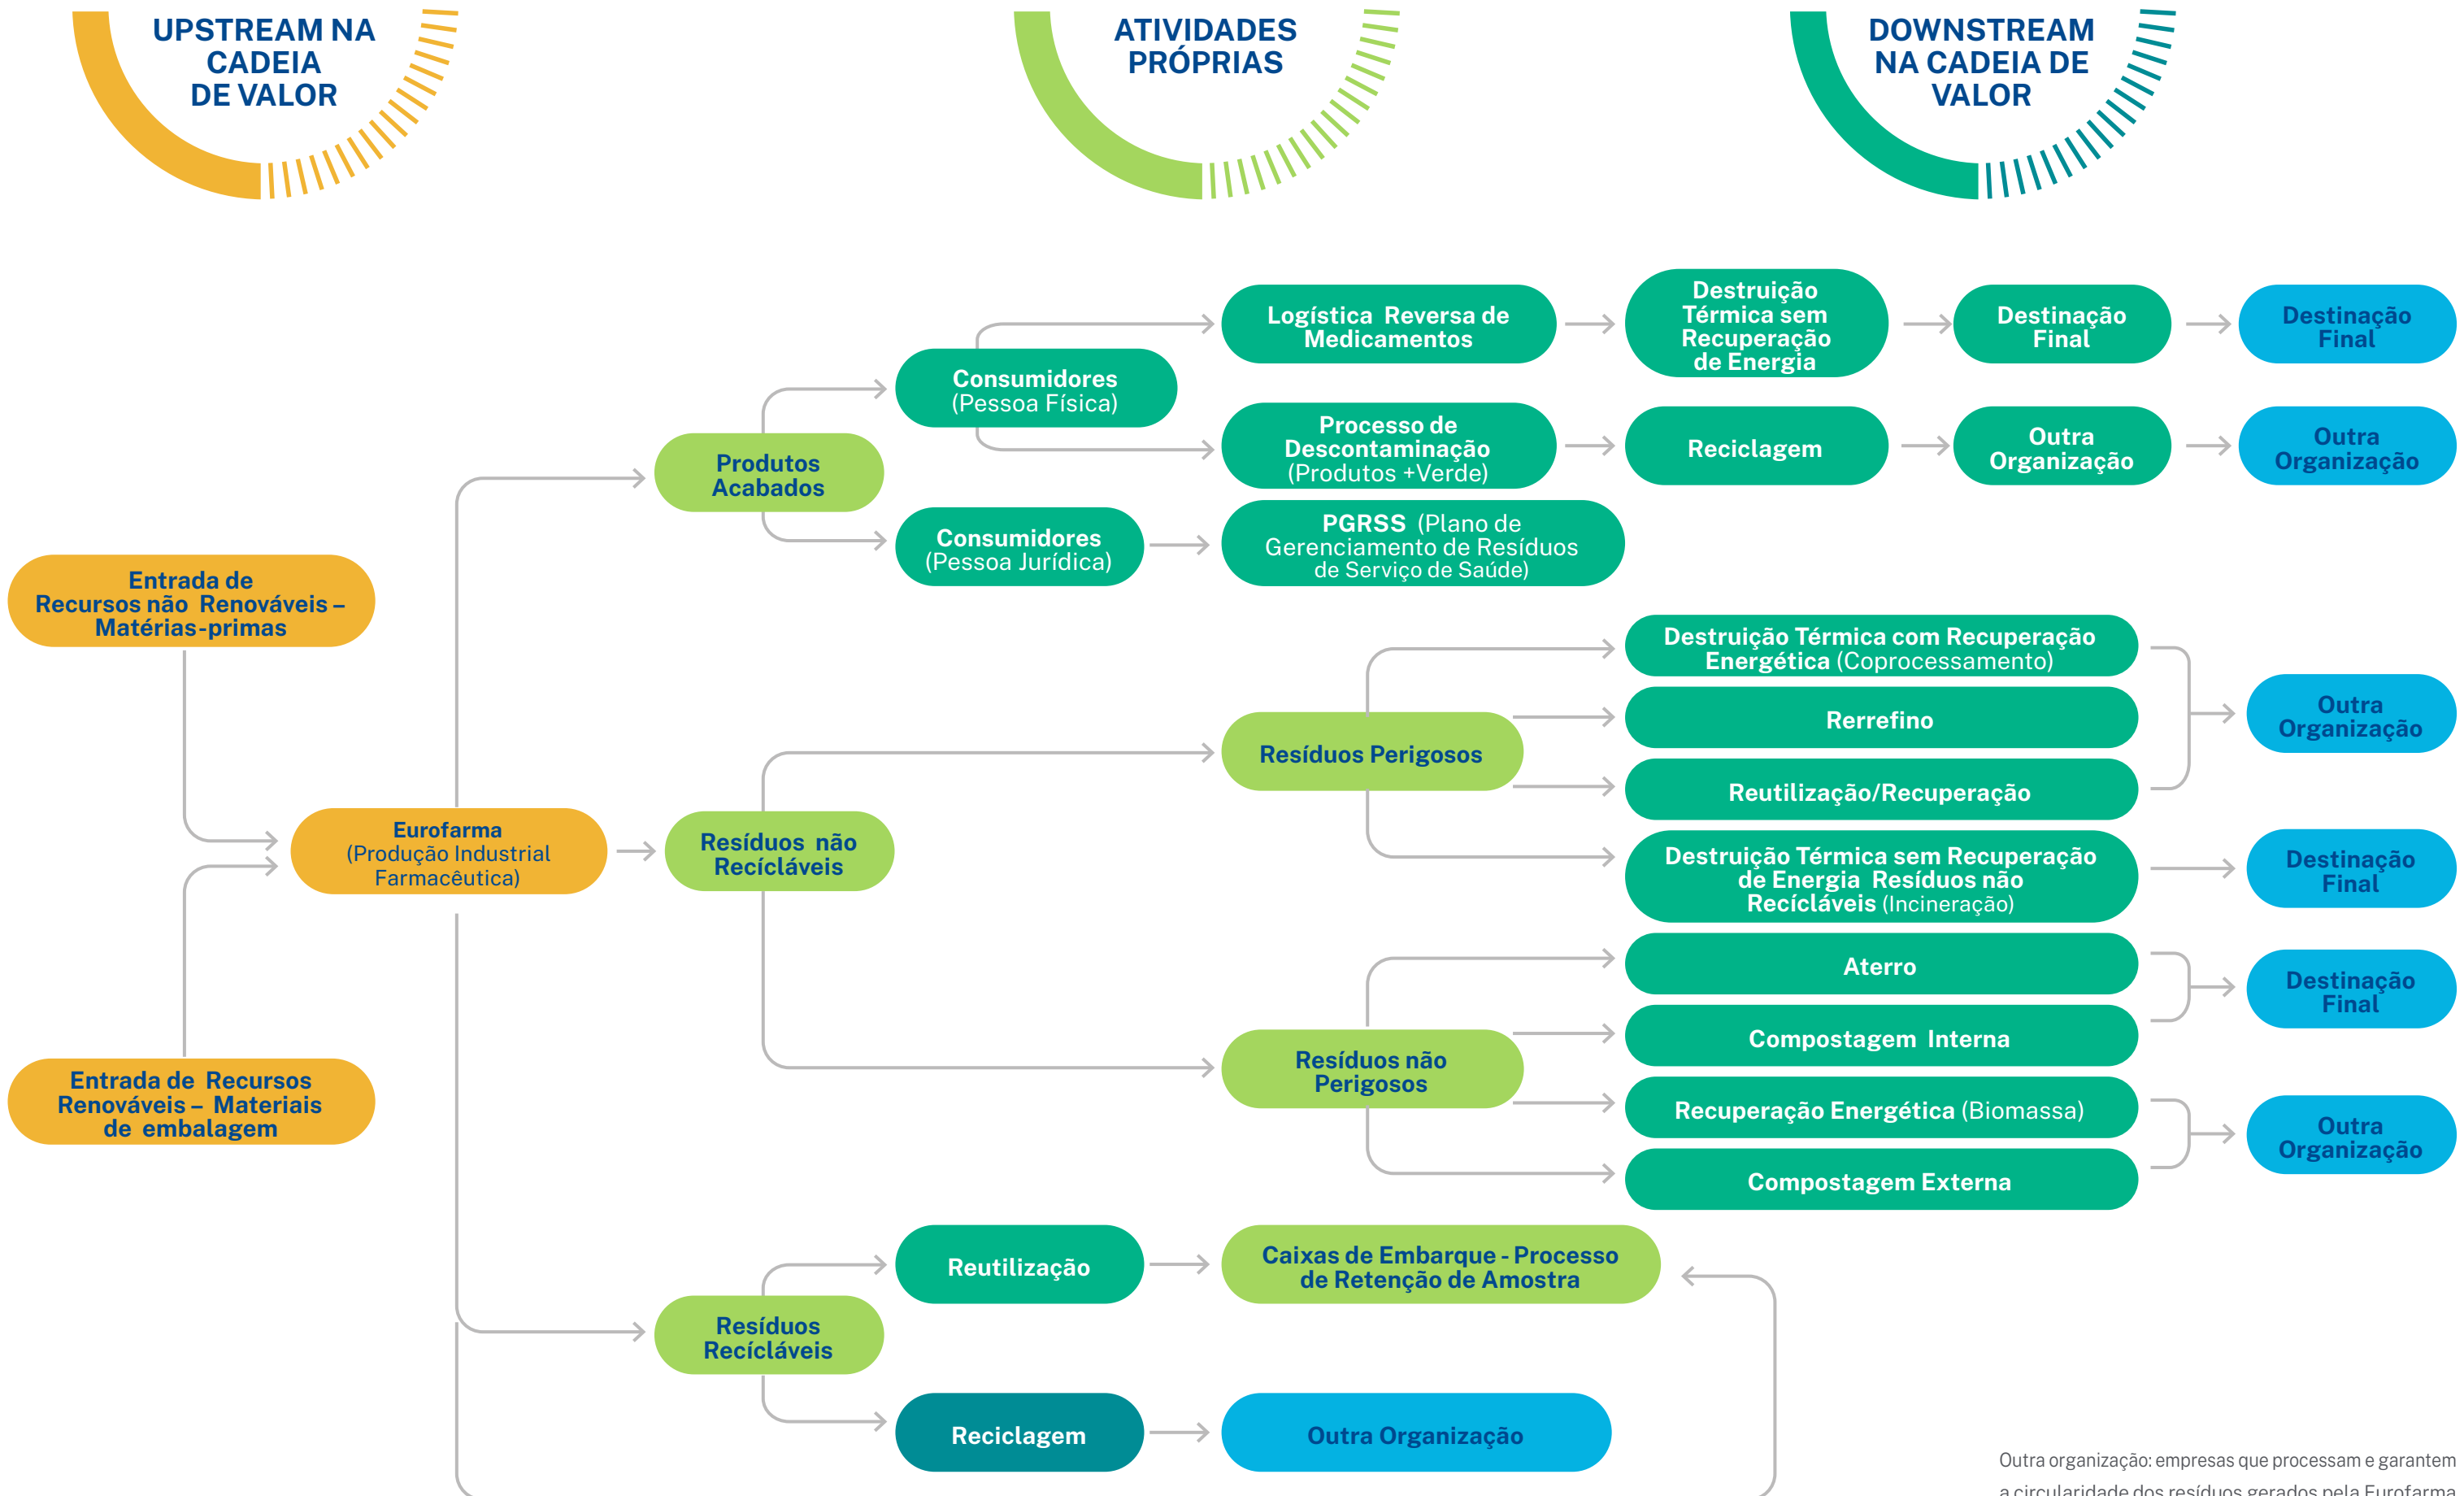 UPSTREAM NA
CADEIA
DE VALOR
ATIVIDADES
PRÓPRIAS
DOWNSTREAM
NA CADEIA DE
VALOR
Logística Reversa de
Medicamentos
Destruição
Térmica sem
Recuperação
de Energia
Destinação
Final
Destinação
Final
Consumidores
(Pessoa Física)
Processo de
Descontaminação
(Produtos +Verde)
Reciclagem
Outra
Organização
Outra
Organização
Produtos
Acabados
Consumidores
(Pessoa Jurídica)
PGRSS (Plano de
Gerenciamento de Resíduos
de Serviço de Saúde)
Entrada de
Recursos não Renováveis –
Matérias-primas
Destruição Térmica com Recuperação
Energética (Coprocessamento)
Rerrefino
Outra
Organização
Resíduos Perigosos
Reutilização/Recuperação
Eurofarma
(Produção Industrial
Farmacêutica)
Resíduos não
Recícláveis
Destruição Térmica sem Recuperação
de Energia Resíduos não
Recícláveis (Incineração)
Destinação
Final
Aterro
Destinação
Final
Compostagem Interna
Resíduos não
Perigosos
Entrada de Recursos
Renováveis – Materiais
de embalagem
Recuperação Energética (Biomassa)
Outra
Organização
Compostagem Externa
Reutilização
Caixas de Embarque - Processo
de Retenção de Amostra
Resíduos
Recícláveis
Reciclagem
Outra Organização
Outra organização: empresas que processam e garantem
a circularidade dos resíduos gerados pela Eurofarma